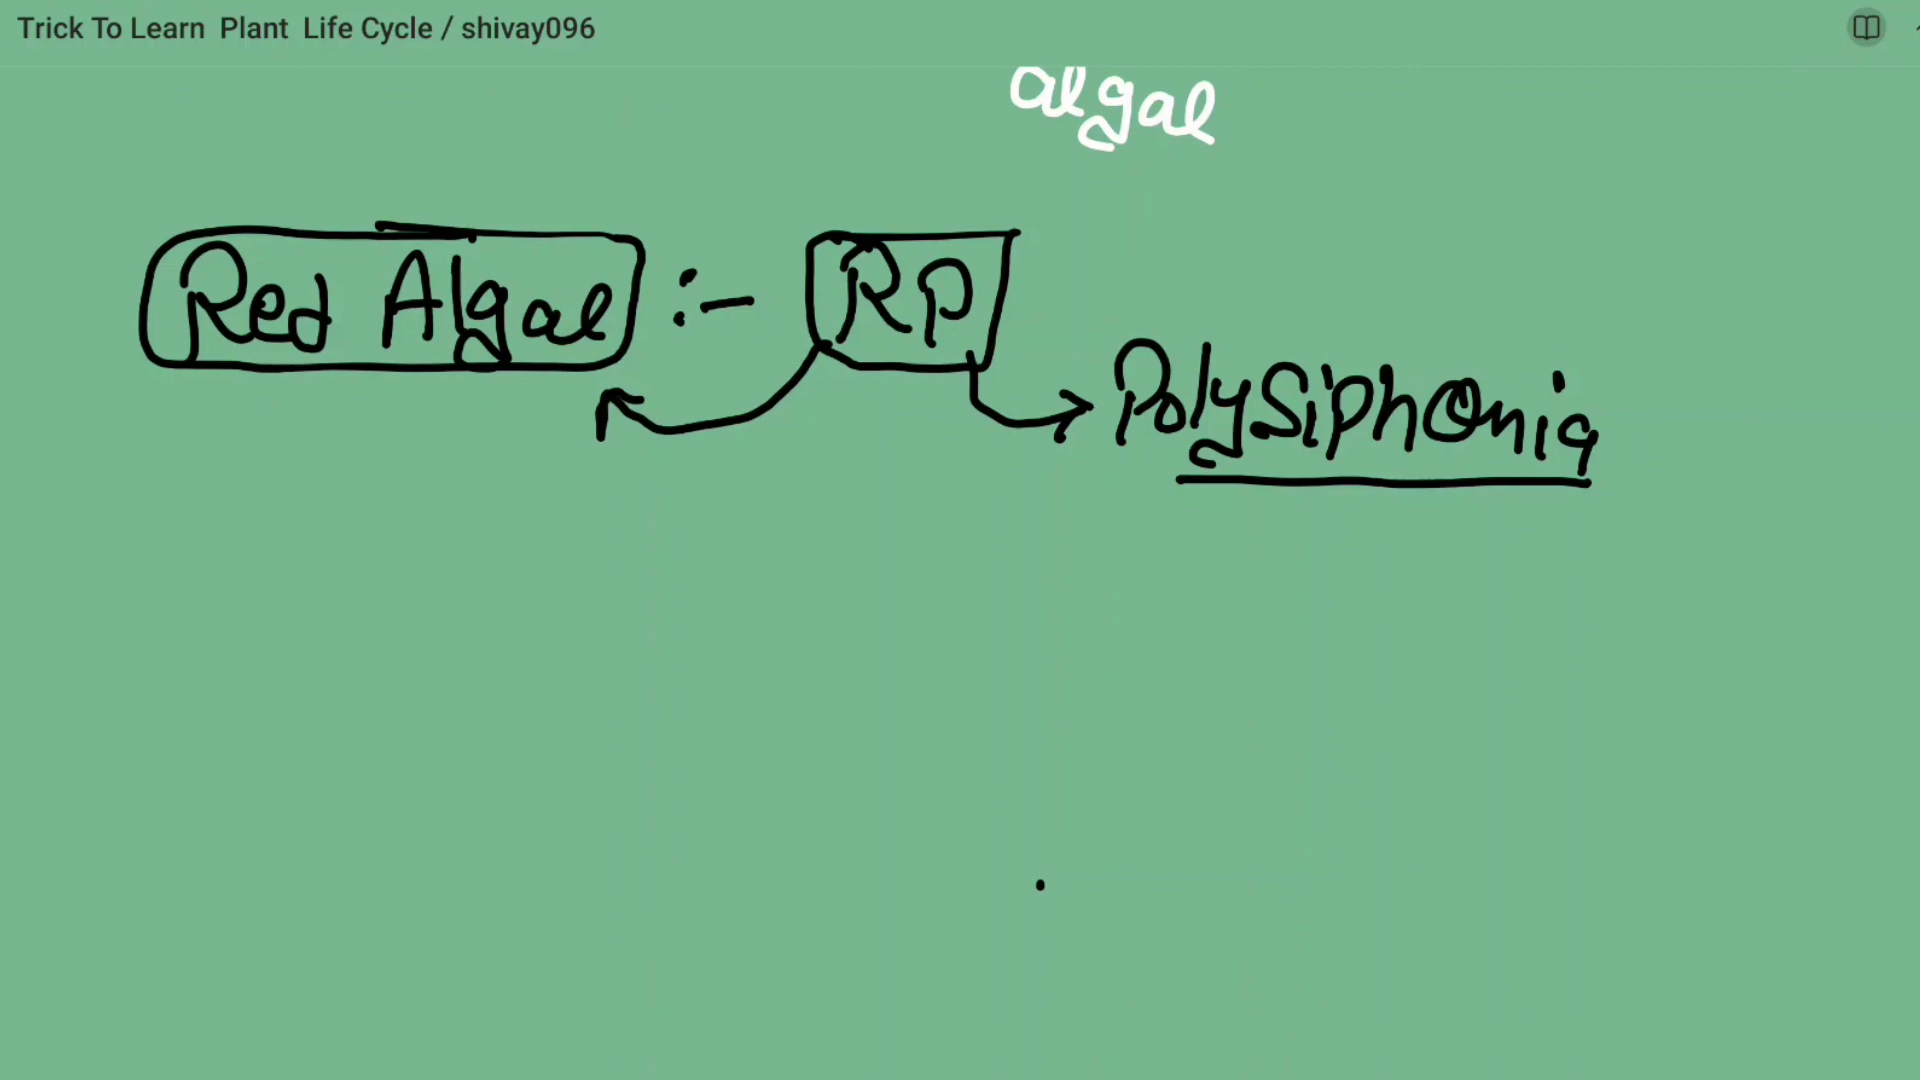 Trick To Learn Plant Life Cycle / shivay096
algal
Red Algal :- RP
Polysiphonia